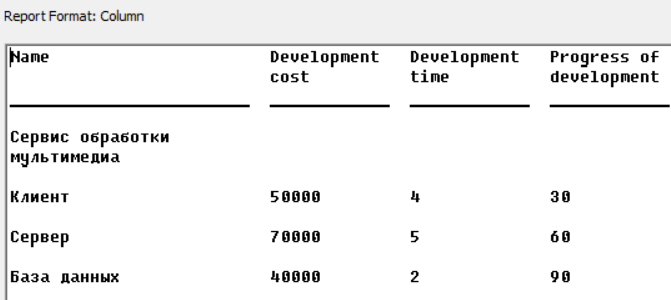 Report Format: Column
Name Development Development Progress of
cost time development
Сервис обработки
мультимедиа
Клиент 50000 4 30
Сервер 70000 5 60
База данных 40000 2 90